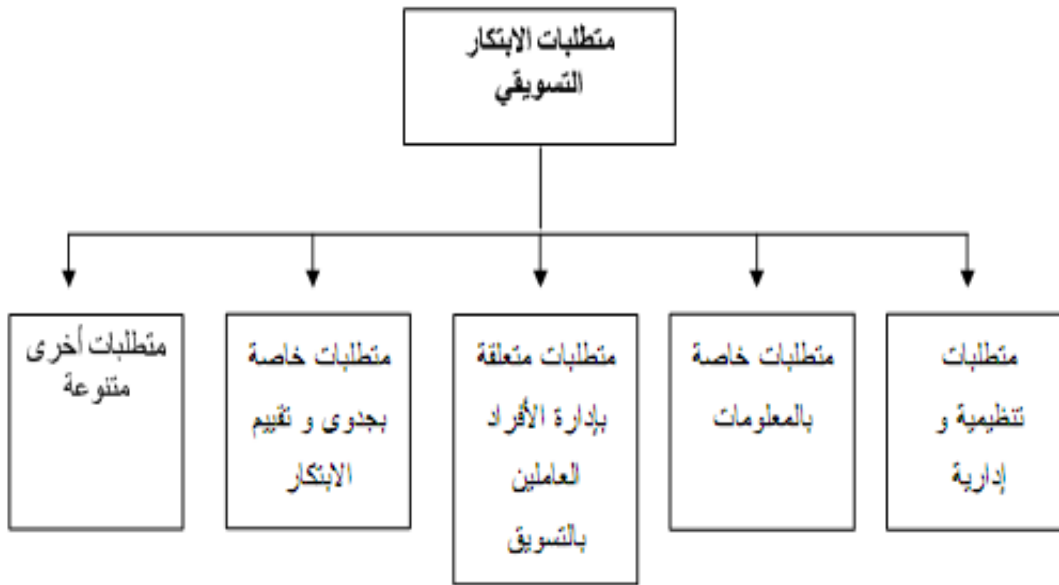 متطلبات الابتكار
التسويقي
متطلبات
تنظيمية و
إدارية
متطلبات خاصة
بالمعلومات
متطلبات متعلقة
بإدارة الأفراد
العاملين
بالتسويق
متطلبات خاصة
بجدوى و تقييم
الابتكار
متطلبات أخرى
متنوعة